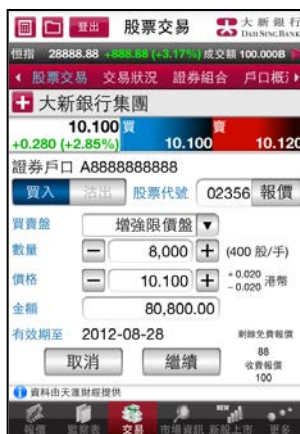 登出 股票交易 大新銀行 DAH SING BANK
恒指 28888.88 +888.88 (+3.17%) 成交額 100.000B
股票交易 交易狀況 證券組合 戶口概
大新銀行集團
10.100 買 賣
+0.280 (+2.85%) 10.100 10.120
證券戶口 A8888888888
買入 沽出 股票代號 02356 報價
買賣盤 增強限價盤
數量 8,000 (400 股/手)
價格 10.100 +0.020 -0.020 港幣
金額 80,800.00
有效期至 2012-08-28 剩餘免費報價
88
取消 繼續 收費報價
100
資料由天滙財經提供
報價 監察表 交易 市場資訊 新股上市 更多